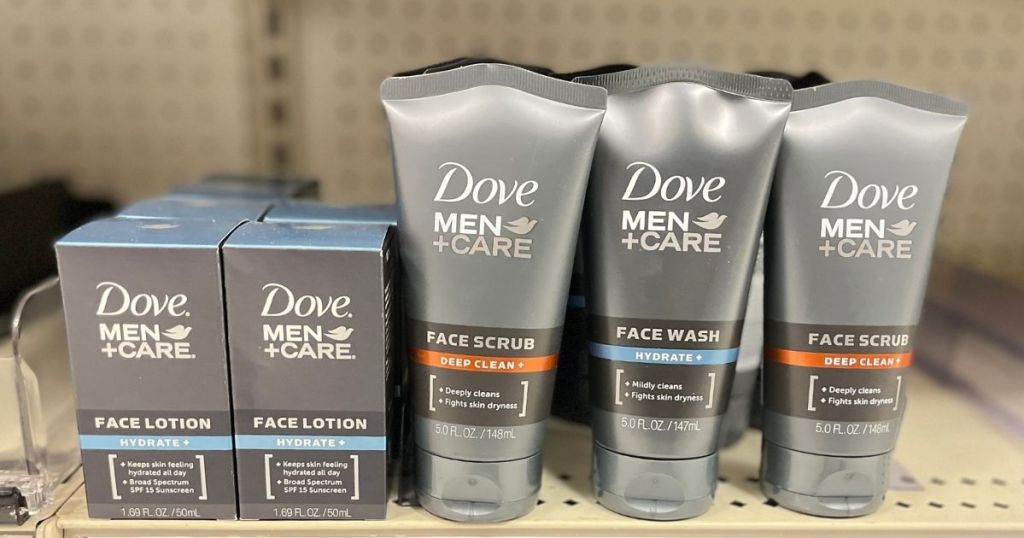 Dove.
MEN
+CARE.
FACE LOTION
HYDRATE +
+ Keeps skin feeling
hydrated all day
+ Broad Spectrum
SPF 15 Sunscreen
1.69 FL. OZ. / 50mL
Dove.
MEN
+CARE.
FACE LOTION
HYDRATE +
+ Keeps skin feeling
hydrated all day
+ Broad Spectrum
SPF 15 Sunscreen
1.69 FL. OZ. / 50mL
Dove
MEN
+CARE
FACE SCRUB
DEEP CLEAN +
+ Deeply cleans
+ Fights skin dryness
5.0 FL. OZ. / 148mL
Dove
MEN
+CARE
FACE WASH
HYDRATE +
+ Mildly cleans
+ Fights skin dryness
5.0 FL. OZ. / 147mL
Dove
MEN
+CARE
FACE SCRUB
DEEP CLEAN +
+ Deeply cleans
+ Fights skin dryness
5.0 FL. OZ. / 148mL